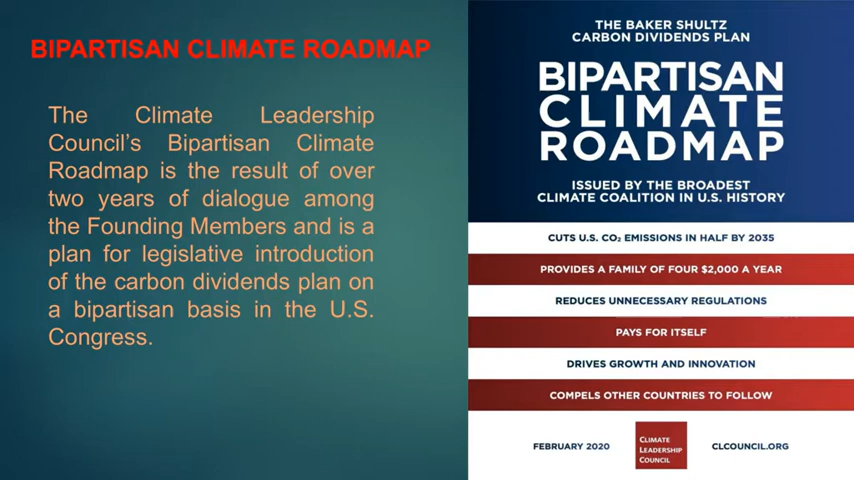 BIPARTISAN CLIMATE ROADMAP
The Climate Leadership
Council’s Bipartisan Climate
Roadmap is the result of over
two years of dialogue among
the Founding Members and is a
plan for legislative introduction
of the carbon dividends plan on
a bipartisan basis in the U.S.
Congress.
THE BAKER SHULTZ
CARBON DIVIDENDS PLAN
BIPARTISAN
CLIMATE
ROADMAP
ISSUED BY THE BROADEST
CLIMATE COALITION IN U.S. HISTORY
CUTS U.S. CO₂ EMISSIONS IN HALF BY 2035
PROVIDES A FAMILY OF FOUR $2,000 A YEAR
REDUCES UNNECESSARY REGULATIONS
PAYS FOR ITSELF
DRIVES GROWTH AND INNOVATION
COMPELS OTHER COUNTRIES TO FOLLOW
FEBRUARY 2020
CLIMATE
LEADERSHIP
COUNCIL
CLCOUNCIL.ORG